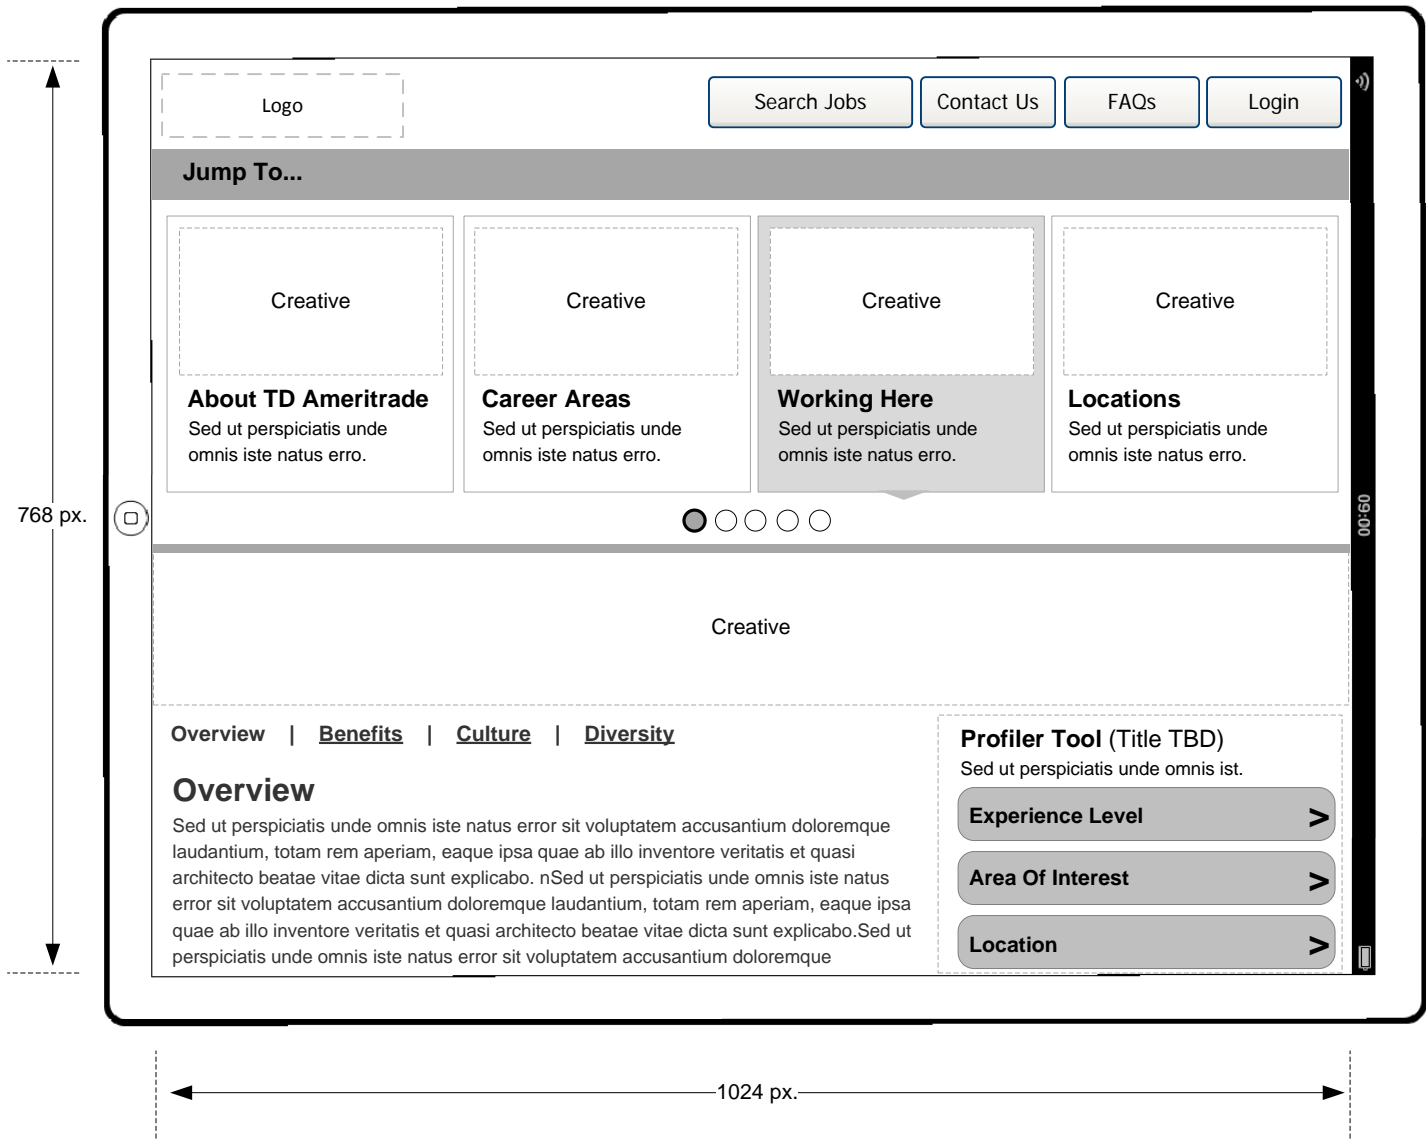 Logo
Search Jobs
Contact Us
FAQs
Login
Jump To...
Creative
Creative
Creative
Creative
About TD Ameritrade
Sed ut perspiciatis unde
omnis iste natus erro.
Career Areas
Sed ut perspiciatis unde
omnis iste natus erro.
Working Here
Sed ut perspiciatis unde
omnis iste natus erro.
Locations
Sed ut perspiciatis unde
omnis iste natus erro.
768 px.
09:00
Creative
Overview | Benefits | Culture | Diversity
Overview
Sed ut perspiciatis unde omnis iste natus error sit voluptatem accusantium doloremque
laudantium, totam rem aperiam, eaque ipsa quae ab illo inventore veritatis et quasi
architecto beatae vitae dicta sunt explicabo. nSed ut perspiciatis unde omnis iste natus
error sit voluptatem accusantium doloremque laudantium, totam rem aperiam, eaque ipsa
quae ab illo inventore veritatis et quasi architecto beatae vitae dicta sunt explicabo.Sed ut
perspiciatis unde omnis iste natus error sit voluptatem accusantium doloremque
Profiler Tool (Title TBD)
Sed ut perspiciatis unde omnis ist.
Experience Level >
Area Of Interest >
Location >
1024 px.